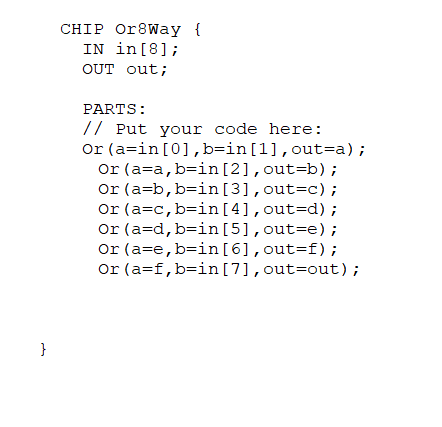 CHIP Or8Way {
IN in[8];
OUT out;
PARTS:
// Put your code here:
Or(a=in[0],b=in[1],out=a);
Or(a=a,b=in[2],out=b);
Or(a=b,b=in[3],out=c);
Or(a=c,b=in[4],out=d);
Or(a=d,b=in[5],out=e);
Or(a=e,b=in[6],out=f);
Or(a=f,b=in[7],out=out);
}